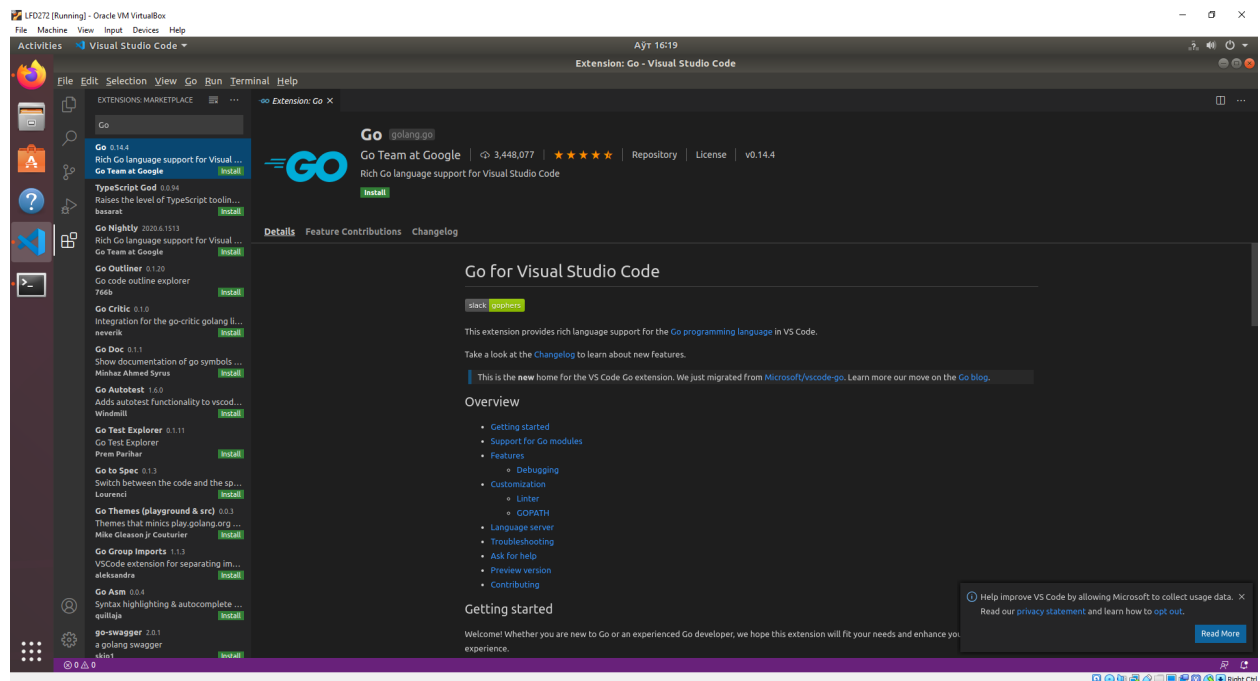 LFD272 [Running] - Oracle VM VirtualBox
File Machine View Input Devices Help
Activities Visual Studio Code Аўт 16:19
Extension: Go - Visual Studio Code
File Edit Selection View Go Run Terminal Help
EXTENSIONS: MARKETPLACE
Go
Go 0.14.4
Rich Go language support for Visual ...
Go Team at Google Install
TypeScript God 0.0.94
Raises the level of TypeScript toolin...
basarat Install
Go Nightly 2020.6.1513
Rich Go language support for Visual ...
Go Team at Google Install
Go Outliner 0.1.20
Go code outline explorer
766b Install
Go Critic 0.1.0
Integration for the go-critic golang li...
neverik Install
Go Doc 0.1.1
Show documentation of go symbols ...
Minhaz Ahmed Syrus Install
Go Autotest 1.6.0
Adds autotest functionality to vscod...
Windmill Install
Go Test Explorer 0.1.11
Go Test Explorer
Prem Parihar Install
Go to Spec 0.1.3
Switch between the code and the sp...
Lourenci Install
Go Themes (playground & src) 0.0.3
Themes that minics play.golang.org ...
Mike Gleason jr Couturier Install
Go Group Imports 1.1.3
VSCode extension for separating im...
aleksandra Install
Go Asm 0.0.4
Syntax highlighting & autocomplete ...
quillaja Install
go-swagger 2.0.1
a golang swagger
skin1 Install
Extension: Go
GO
Go golang.go
Go Team at Google 3,448,077 Repository License v0.14.4
Rich Go language support for Visual Studio Code
Install
Details Feature Contributions Changelog
Go for Visual Studio Code
slack gophers
This extension provides rich language support for the Go programming language in VS Code.
Take a look at the Changelog to learn about new features.
This is the new home for the VS Code Go extension. We just migrated from Microsoft/vscode-go. Learn more our move on the Go blog.
Overview
Getting started
Support for Go modules
Features
Debugging
Customization
Linter
GOPATH
Language server
Troubleshooting
Ask for help
Preview version
Contributing
Getting started
Welcome! Whether you are new to Go or an experienced Go developer, we hope this extension will fit your needs and enhance you
experience.
Help improve VS Code by allowing Microsoft to collect usage data.
Read our privacy statement and learn how to opt out.
Read More
0 0
Right Ctrl